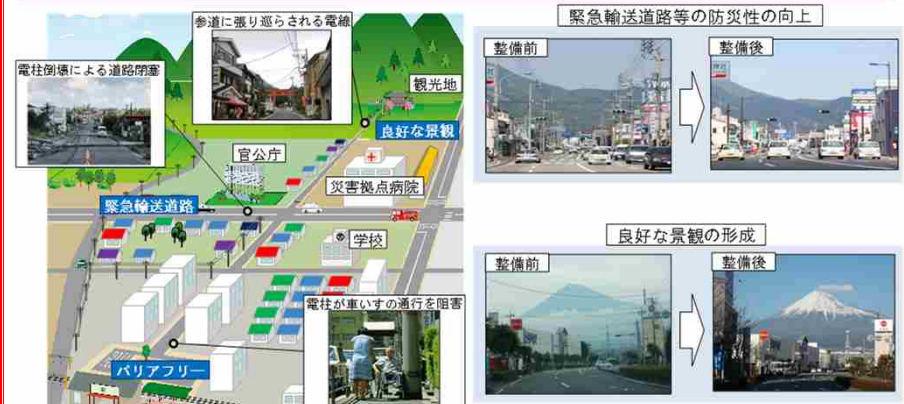 参道に張り巡らされる電線
電柱倒壊による道路閉塞
観光地
良好な景観
官公庁
災害拠点病院
緊急輸送道路
学校
電柱が車いすの通行を阻害
バリアフリー
緊急輸送道路等の防災性の向上
整備前
整備後
良好な景観の形成
整備前
整備後